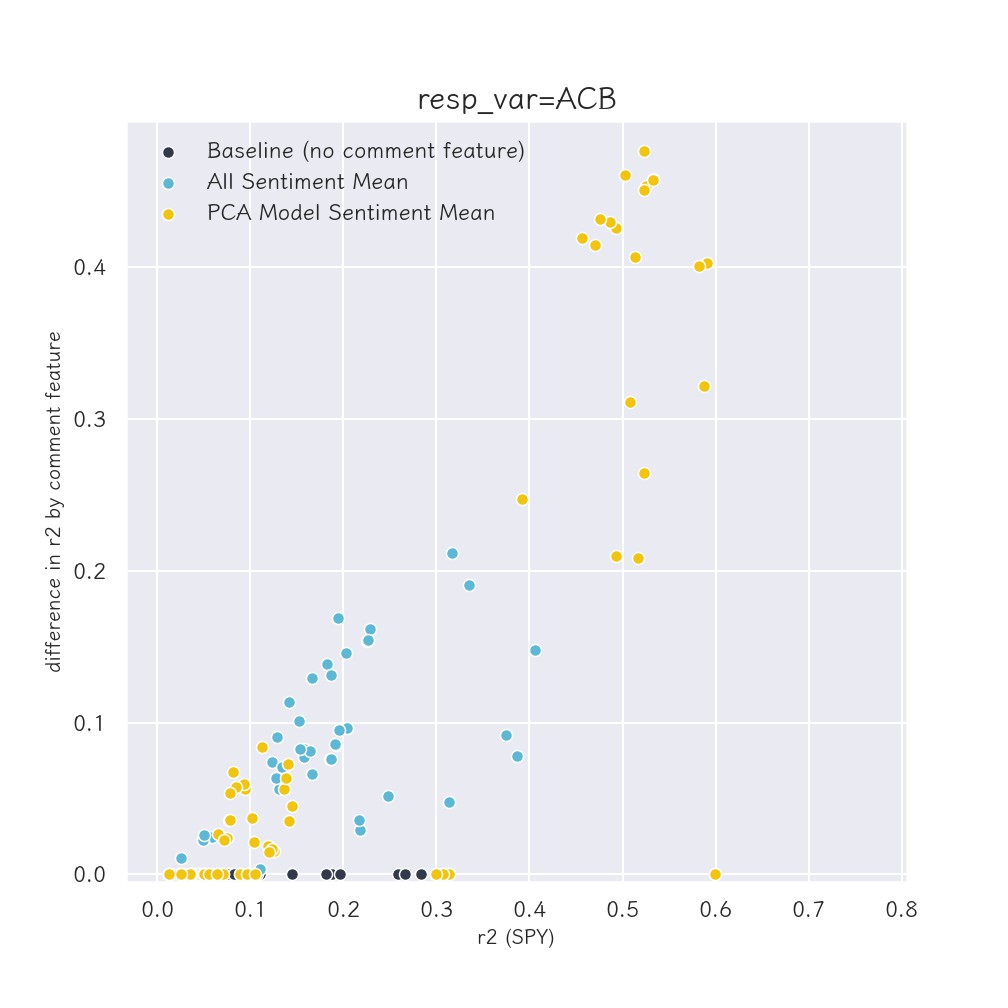 resp_var=ACB
Baseline (no comment feature)
All Sentiment Mean
PCA Model Sentiment Mean
difference in r2 by comment feature
0.4
0.3
0.2
0.1
0.0
0.0 0.1 0.2 0.3 0.4 0.5 0.6 0.7 0.8
r2 (SPY)